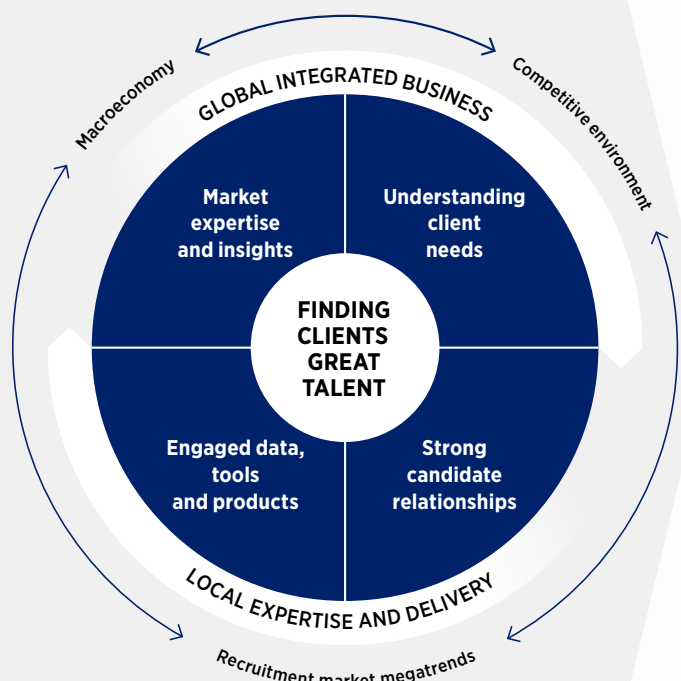 Macroeconomy
Competitive environment
GLOBAL INTEGRATED BUSINESS
Market
expertise
and insights
Understanding
client
needs
FINDING
CLIENTS
GREAT
TALENT
Engaged data,
tools
and products
Strong
candidate
relationships
LOCAL EXPERTISE AND DELIVERY
Recruitment market megatrends